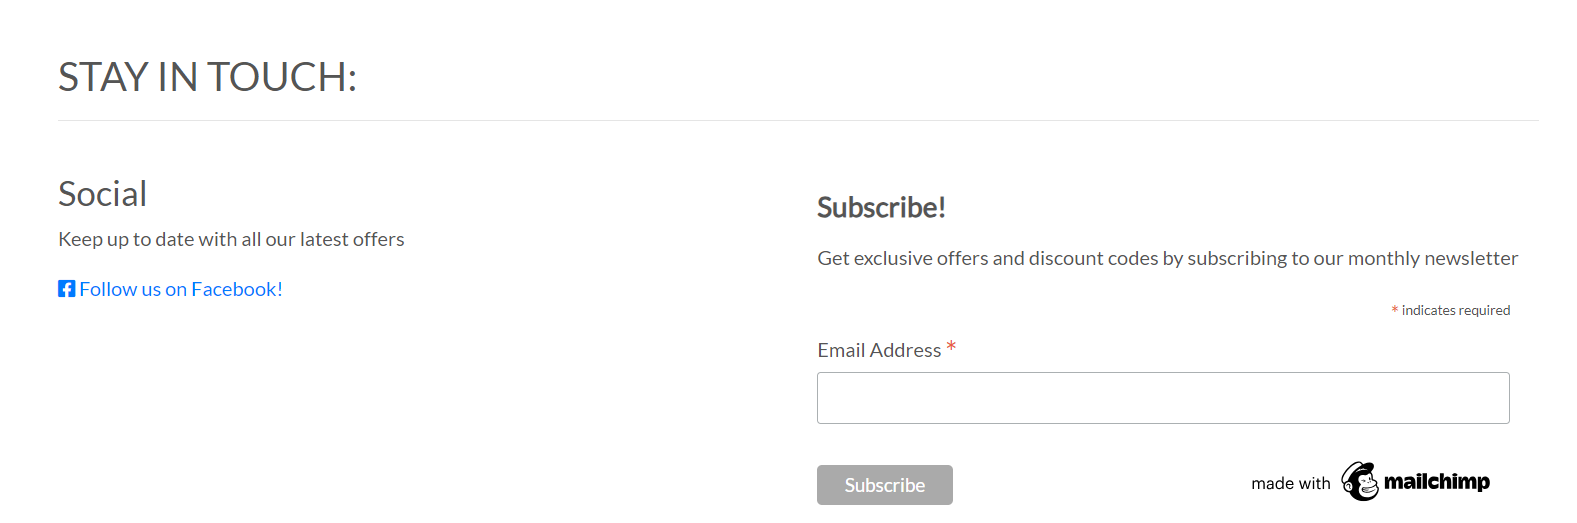 STAY IN TOUCH:
Social
Keep up to date with all our latest offers
Follow us on Facebook!
Subscribe!
Get exclusive offers and discount codes by subscribing to our monthly newsletter
* indicates required
Email Address *
Subscribe
made with mailchimp